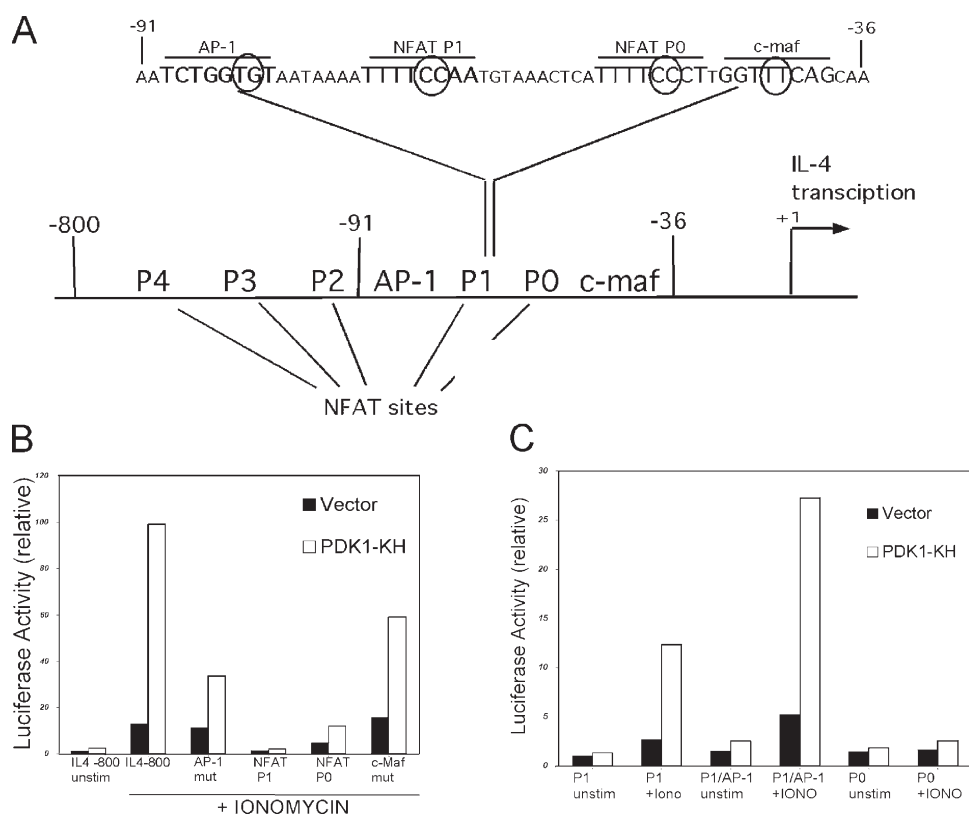 A
-91
-36
AP-1
NFAT P1
NFAT P0
c-maf
AATCTGGTGTAATAAAATTTTCCAATGTAAACTCATTTTCCCTTGGTTTCAGCAA
IL-4
transciption
-800
-91
-36
+1
P4 P3 P2 AP-1 P1 P0 c-maf
NFAT sites
B
Luciferase Activity (relative)
120
100
80
60
40
20
0
Vector
PDK1-KH
IL4 -800
unstim
IL4-800
AP-1
mut
NFAT
P1
NFAT
P0
c-Maf
mut
+ IONOMYCIN
C
Luciferase Activity (relative)
30
25
20
15
10
5
0
Vector
PDK1-KH
P1
unstim
P1
+Iono
P1/AP-1
unstim
P1/AP-1
+IONO
P0
unstim
P0
+IONO